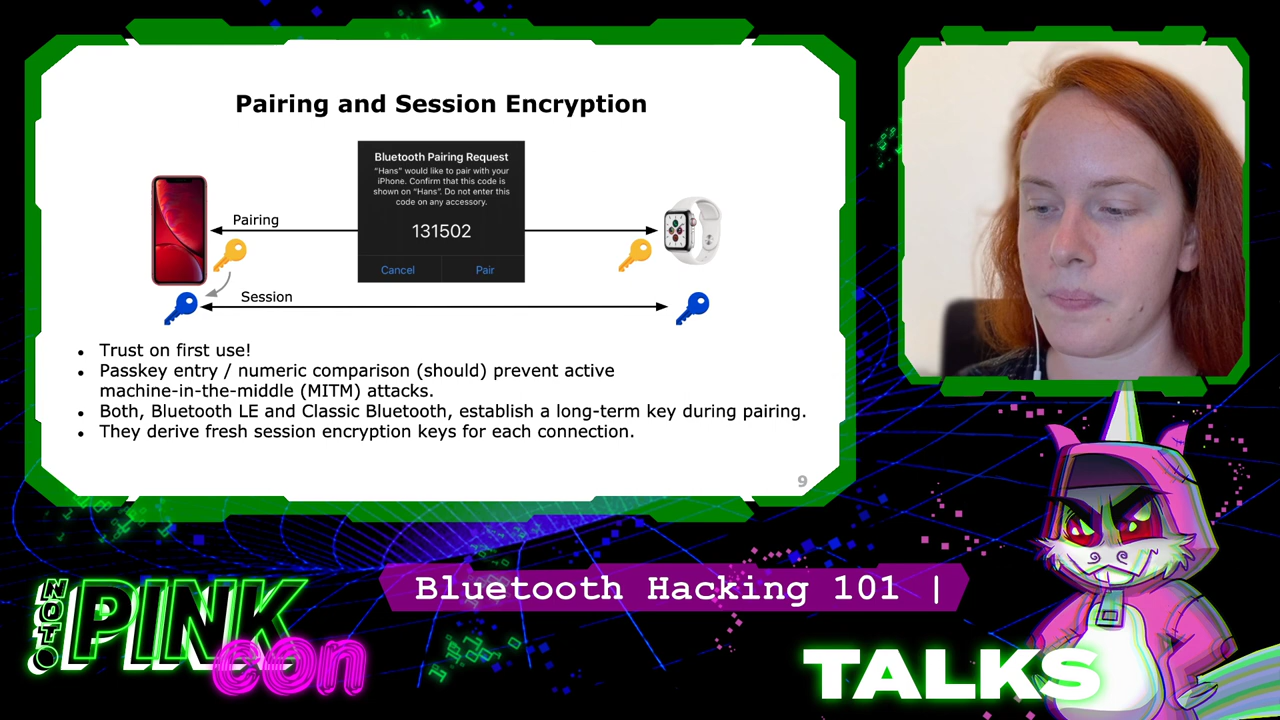 Pairing and Session Encryption
Bluetooth Pairing Request
"Hans" would like to pair with your
iPhone. Confirm that this code is
shown on "Hans". Do not enter this
code on any accessory.
131502
Cancel Pair
Pairing
Session
• Trust on first use!
• Passkey entry / numeric comparison (should) prevent active
machine-in-the-middle (MITM) attacks.
• Both, Bluetooth LE and Classic Bluetooth, establish a long-term key during pairing.
• They derive fresh session encryption keys for each connection.
9
Bluetooth Hacking 101 |
NOT
PINK
con
TALKS